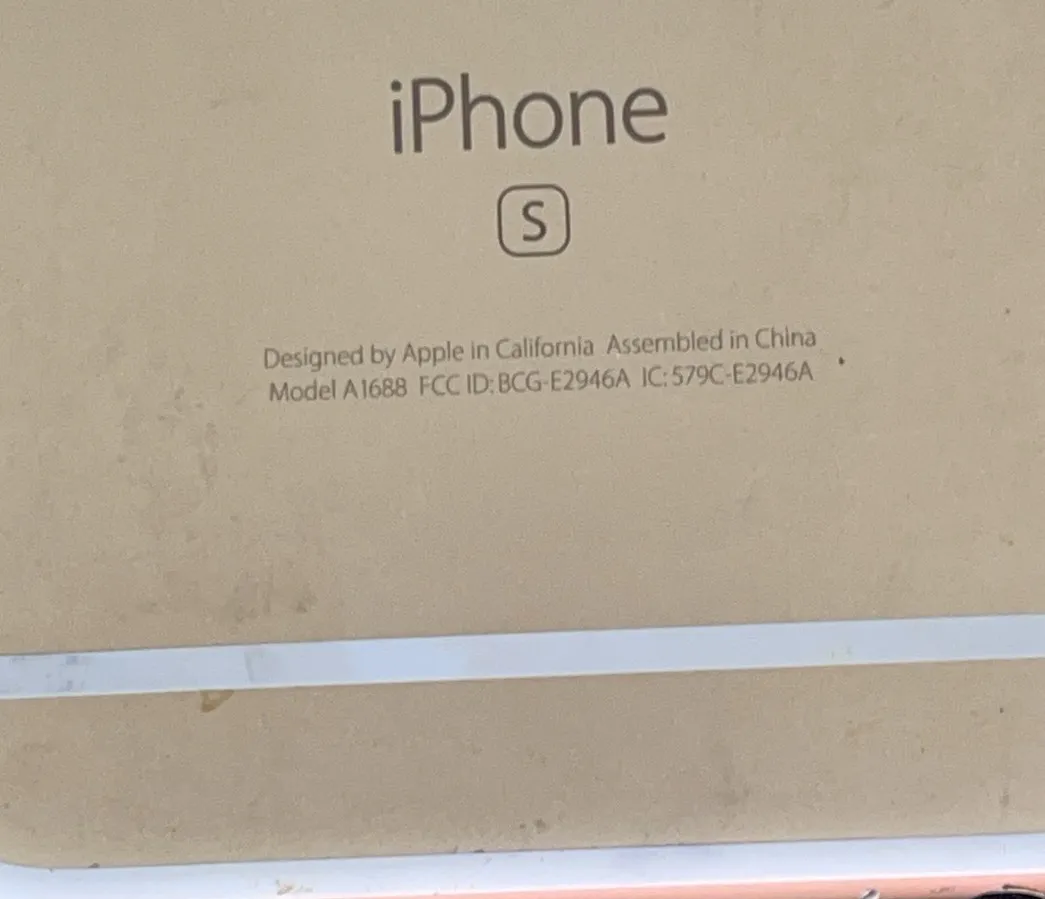 iPhone
S
Designed by Apple in California Assembled in China
Model A1688 FCC ID: BCG-E2946A IC: 579C-E2946A